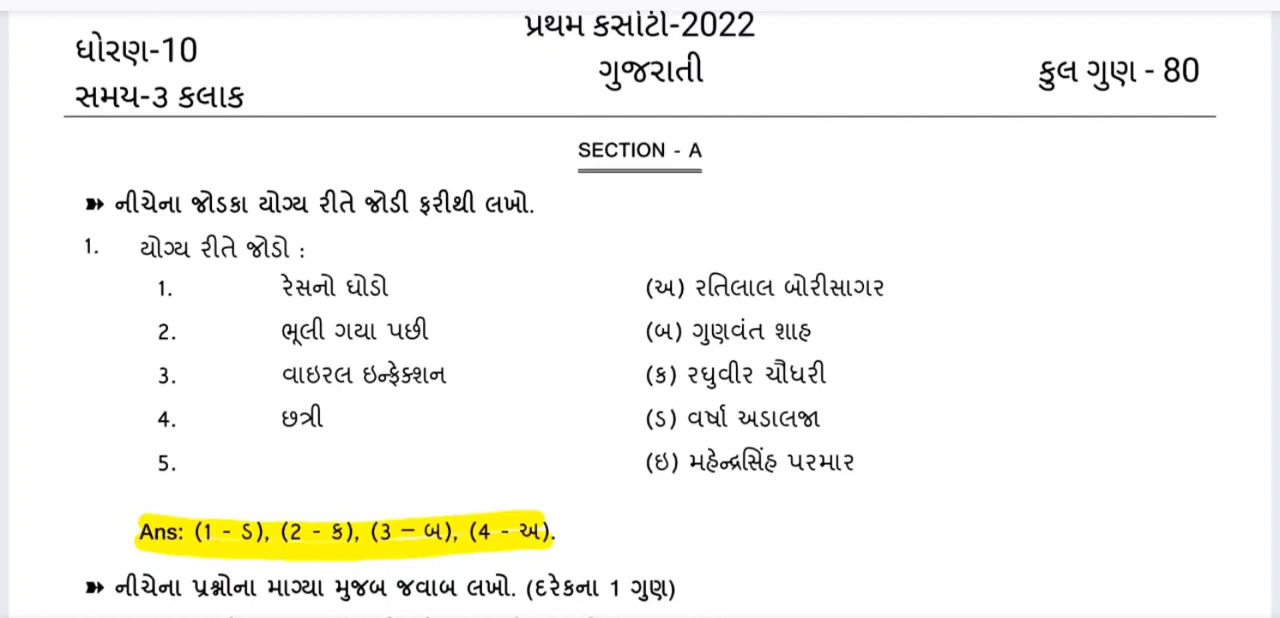 પ્રથમ કસોટી-2022
ધોરણ-10
ગુજરાતી
કુલ ગુણ - 80
સમય-૩ કલાક
SECTION - A
➽ નીચેના જોડકા યોગ્ય રીતે જોડી ફરીથી લખો.
1. યોગ્ય રીતે જોડો :
1. રેસનો ઘોડો (અ) રતિલાલ બોરીસાગર
2. ભૂલી ગયા પછી (બ) ગુણવંત શાહ
3. વાઇરલ ઇન્ફેક્શન (ક) રઘુવીર ચૌધરી
4. છત્રી (ડ) વર્ષા અડાલજા
5. (ઇ) મહેન્દ્રસિંહ પરમાર
Ans: (1 - ડ), (2 - ક), (3 – બ), (4 - અ).
➽ નીચેના પ્રશ્નોના માગ્યા મુજબ જવાબ લખો. (દરેકના 1 ગુણ)